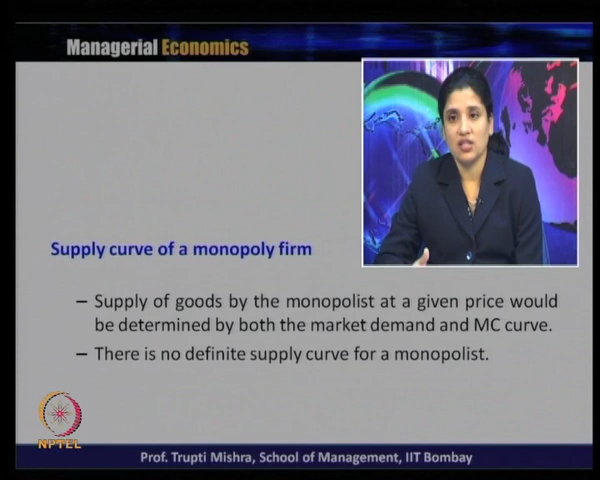 Managerial Economics
Supply curve of a monopoly firm
– Supply of goods by the monopolist at a given price would
be determined by both the market demand and MC curve.
– There is no definite supply curve for a monopolist.
NPTEL
Prof. Trupti Mishra, School of Management, IIT Bombay